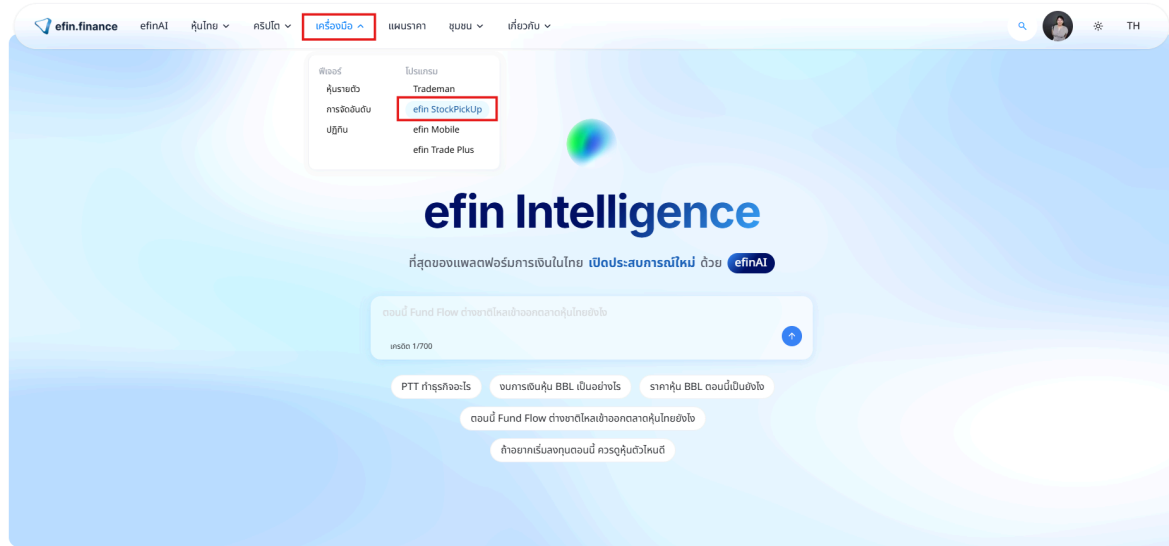 efin.finance efinAI หุ้นไทย คริปโต เครื่องมือ แผนราคา ชุมชน เกี่ยวกับ TH
ฟีเจอร์ โปรแกรม
หุ้นรายตัว Trademan
การจัดอันดับ efin StockPickUp
ปฏิทิน efin Mobile
efin Trade Plus
efin Intelligence
ที่สุดของแพลตฟอร์มการเงินในไทย เปิดประสบการณ์ใหม่ ด้วย efinAI
ตอนนี้ Fund Flow ต่างชาติไหลเข้าออกตลาดหุ้นไทยยังไง
เครดิต 1/700
PTT ทำธุรกิจอะไร งบการเงินหุ้น BBL เป็นอย่างไร ราคาหุ้น BBL ตอนนี้เป็นยังไง
ตอนนี้ Fund Flow ต่างชาติไหลเข้าออกตลาดหุ้นไทยยังไง
ถ้าอยากเริ่มลงทุนตอนนี้ ควรดูหุ้นตัวไหนดี